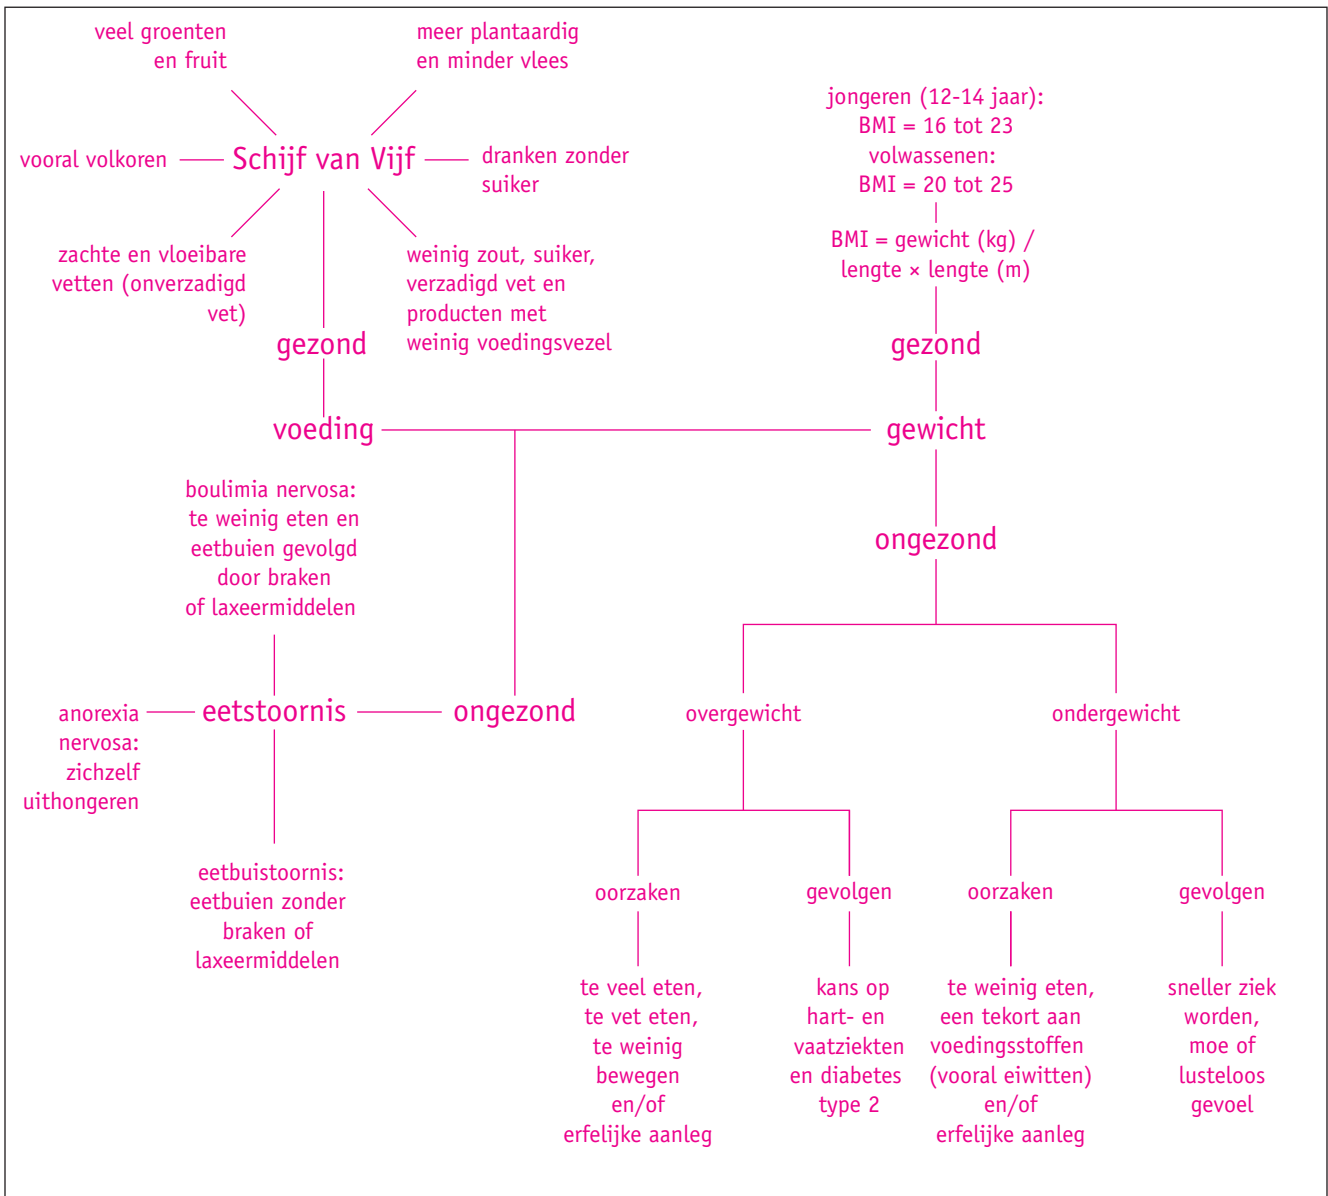 veel groenten
en fruit
meer plantaardig
en minder vlees
vooral volkoren
Schijf van Vijf
dranken zonder
suiker
zachte en vloeibare
vetten (onverzadigd
vet)
weinig zout, suiker,
verzadigd vet en
producten met
weinig voedingsvezel
gezond
jongeren (12-14 jaar):
BMI = 16 tot 23
volwassenen:
BMI = 20 tot 25
BMI = gewicht (kg) /
lengte × lengte (m)
gezond
voeding
gewicht
boulimia nervosa:
te weinig eten en
eetbuien gevolgd
door braken
of laxeermiddelen
ongezond
anorexia
nervosa:
zichzelf
uithongeren
eetstoornis
ongezond
overgewicht
ondergewicht
eetbuistoornis:
eetbuien zonder
braken of
laxeermiddelen
oorzaken
gevolgen
oorzaken
gevolgen
te veel eten,
te vet eten,
te weinig
bewegen
en/of
erfelijke aanleg
kans op
hart- en
vaatziekten
en diabetes
type 2
te weinig eten,
een tekort aan
voedingsstoffen
(vooral eiwitten)
en/of
erfelijke aanleg
sneller ziek
worden,
moe of
lusteloos
gevoel